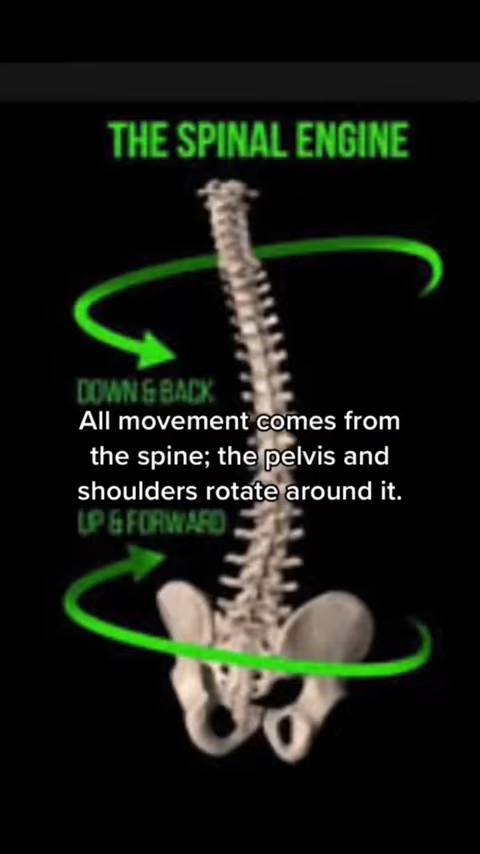 THE SPINAL ENGINE
DOWN & BACK
All movement comes from
the spine; the pelvis and
shoulders rotate around it.
UP & FORWARD